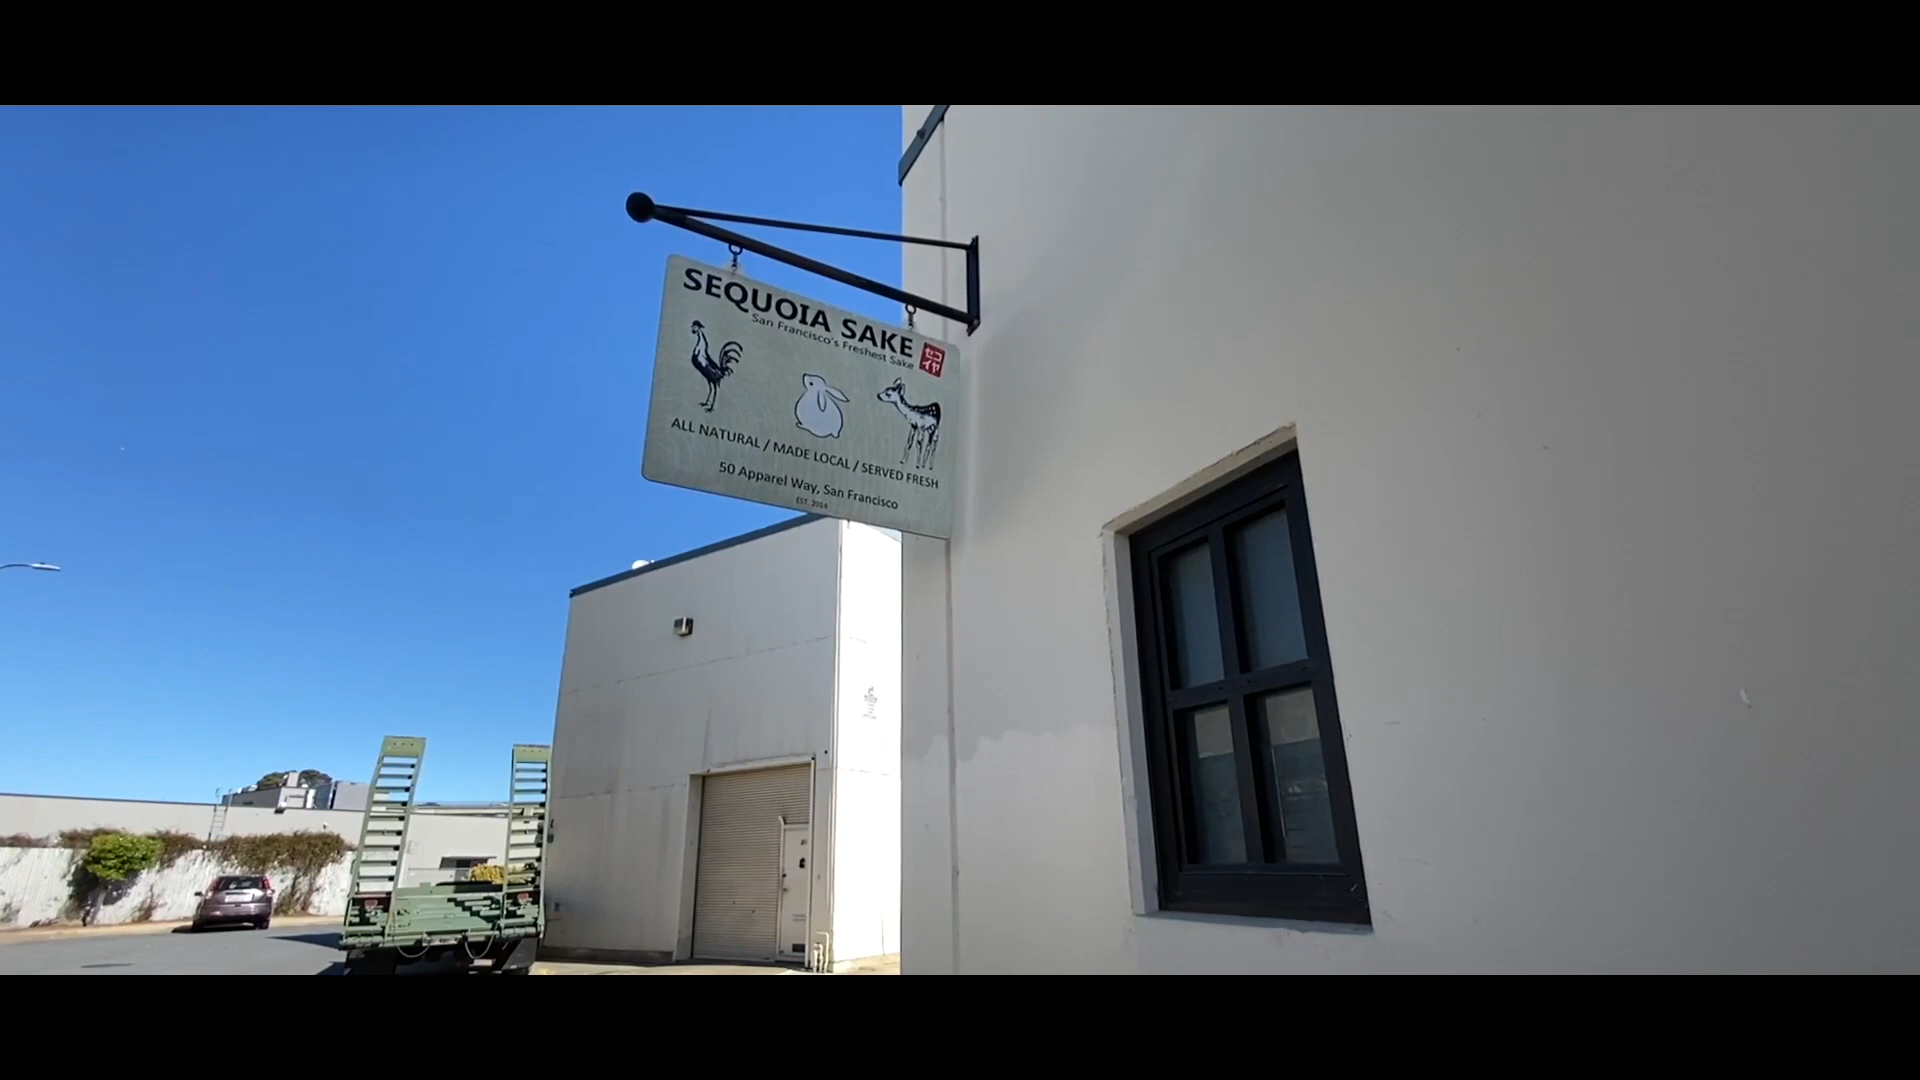 SEQUOIA SAKE
San Francisco's Freshest Sake
セコ
イヤ
ALL NATURAL / MADE LOCAL / SERVED FRESH
50 Apparel Way, San Francisco
EST. 2014